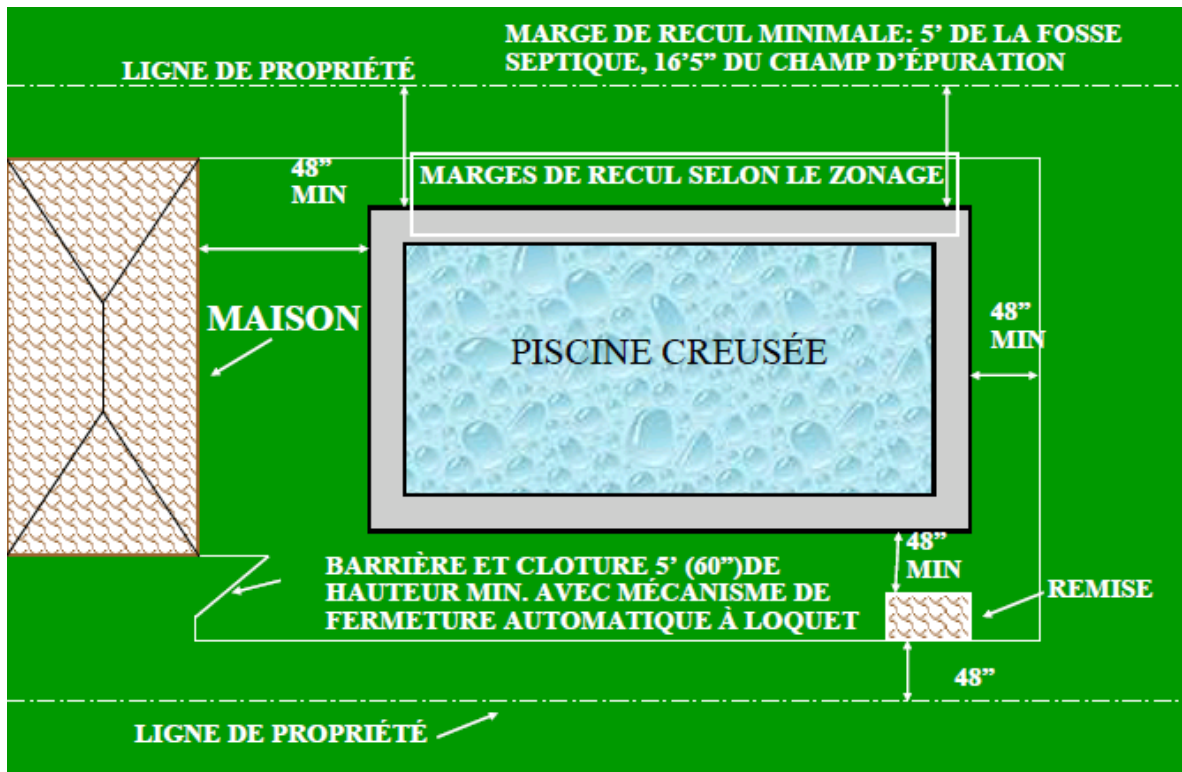 MARGE DE RECUL MINIMALE: 5’ DE LA FOSSE
SEPTIQUE, 16’5” DU CHAMP D’ÉPURATION
LIGNE DE PROPRIÉTÉ
48”
MIN
MARGES DE RECUL SELON LE ZONAGE
MAISON
PISCINE CREUSÉE
48”
MIN
BARRIÈRE ET CLOTURE 5’ (60”)DE
HAUTEUR MIN. AVEC MÉCANISME DE
FERMETURE AUTOMATIQUE À LOQUET
48”
MIN
REMISE
48”
LIGNE DE PROPRIÉTÉ